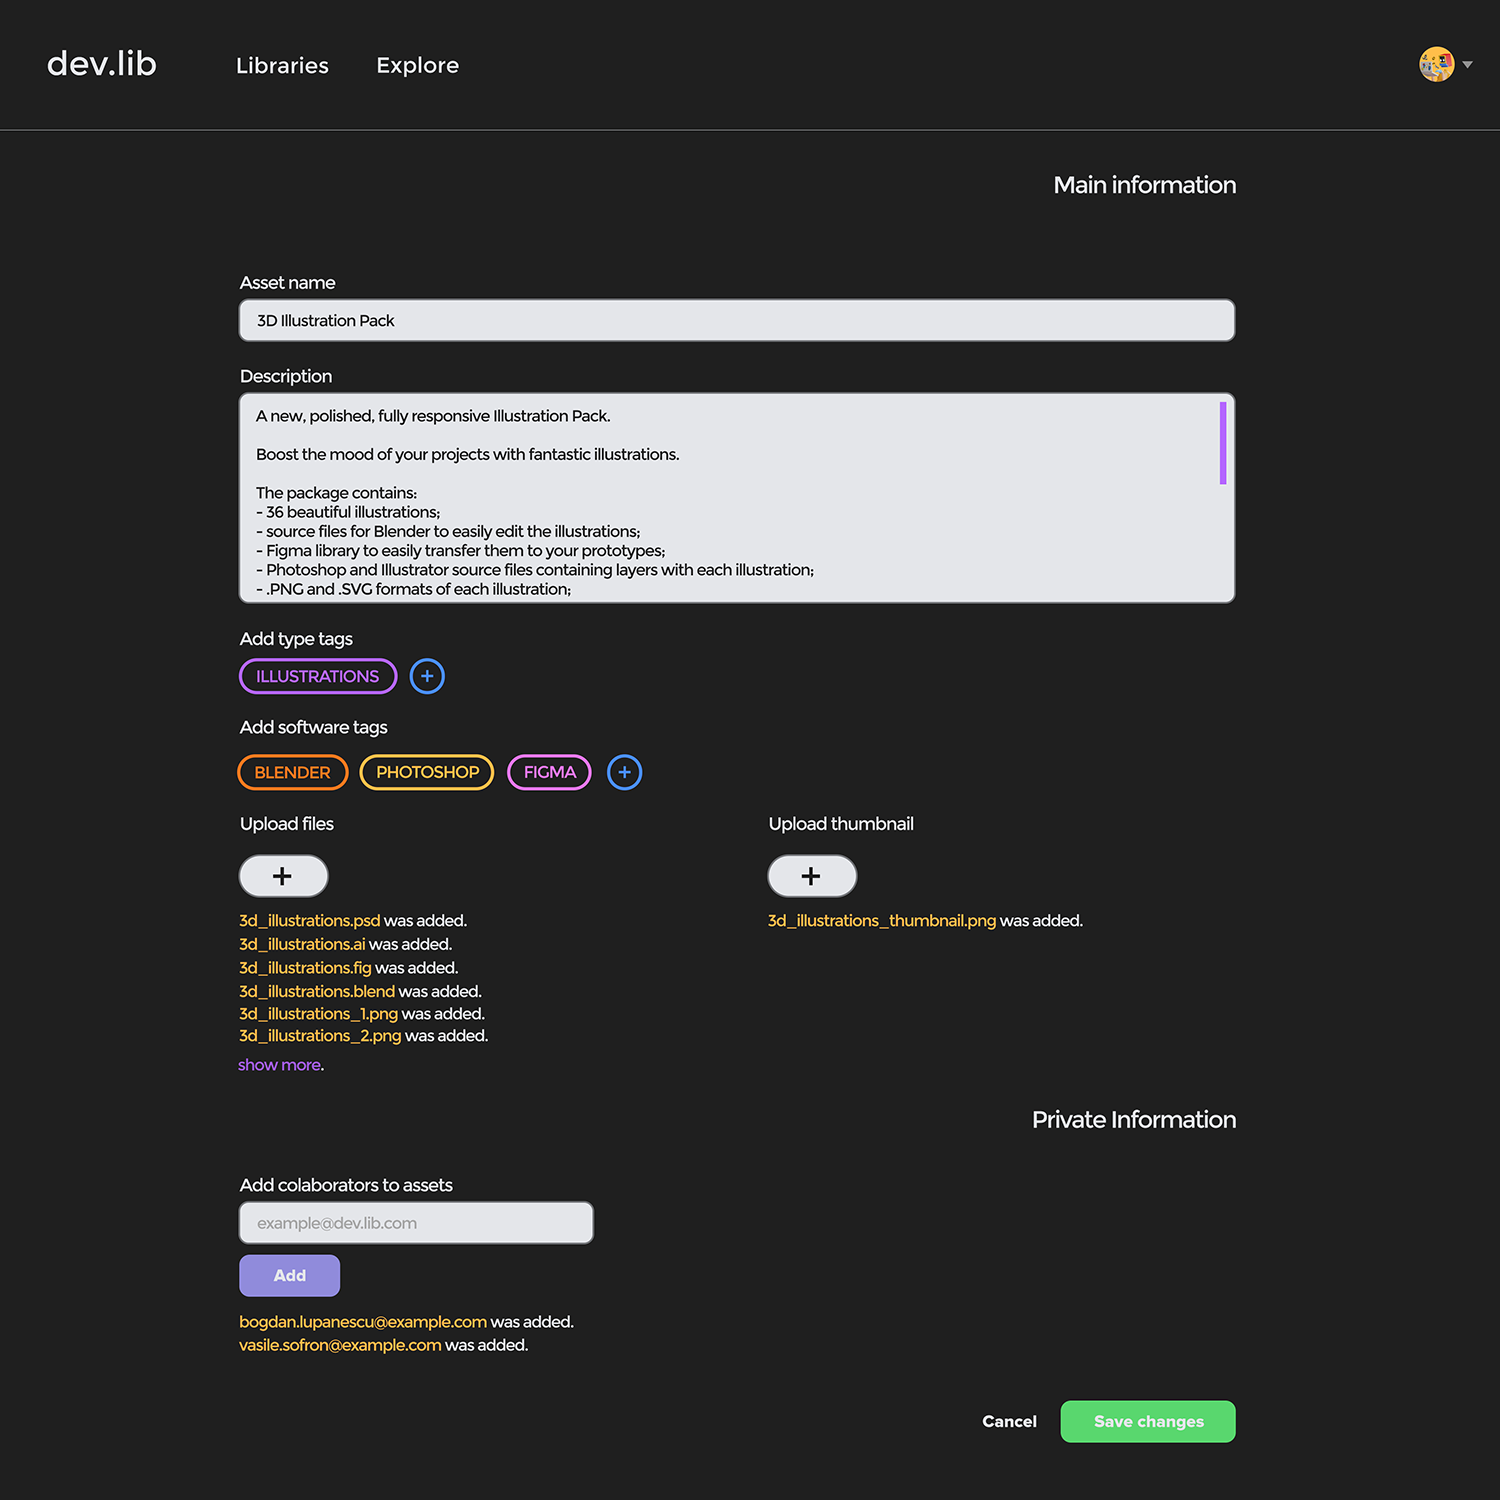 dev.lib
Libraries
Explore
Main information
Asset name
3D Illustration Pack
Description
A new, polished, fully responsive Illustration Pack.
Boost the mood of your projects with fantastic illustrations.
The package contains:
- 36 beautiful illustrations;
- source files for Blender to easily edit the illustrations;
- Figma library to easily transfer them to your prototypes;
- Photoshop and Illustrator source files containing layers with each illustration;
- .PNG and .SVG formats of each illustration;
Add type tags
ILLUSTRATIONS
+
Add software tags
BLENDER
PHOTOSHOP
FIGMA
+
Upload files
+
3d_illustrations.psd was added.
3d_illustrations.ai was added.
3d_illustrations.fig was added.
3d_illustrations.blend was added.
3d_illustrations_1.png was added.
3d_illustrations_2.png was added.
show more.
Upload thumbnail
+
3d_illustrations_thumbnail.png was added.
Private Information
Add colaborators to assets
example@dev.lib.com
Add
bogdan.lupanescu@example.com was added.
vasile.sofron@example.com was added.
Cancel
Save changes